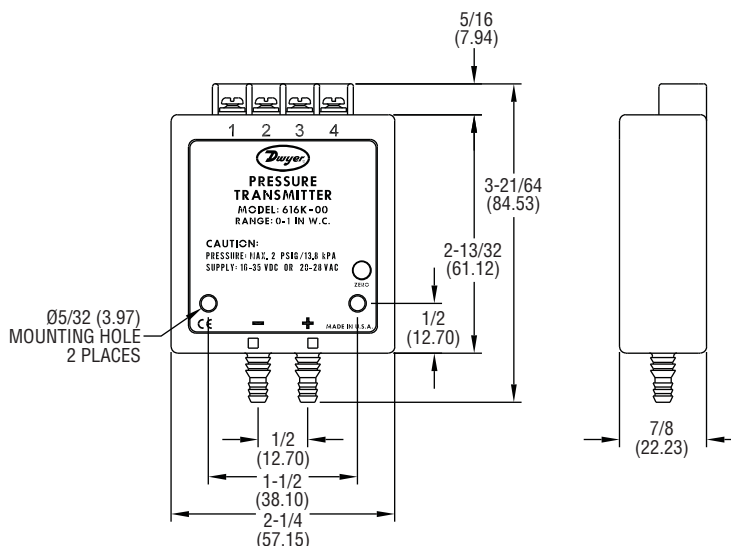 5/16
(7.94)
1 2 3 4
Dwyer
PRESSURE
TRANSMITTER
MODEL: 616K-00
RANGE: 0-1 IN W.C.
CAUTION:
PRESSURE: MAX. 2 PSIG/13.8 kPA
SUPPLY: 16-35 VDC OR 20-28 VAC
ZERO
CE - + MADE IN U.S.A.
3-21/64
(84.53)
2-13/32
(61.12)
Ø5/32 (3.97)
MOUNTING HOLE
2 PLACES
1/2
(12.70)
1/2
(12.70)
1-1/2
(38.10)
2-1/4
(57.15)
7/8
(22.23)